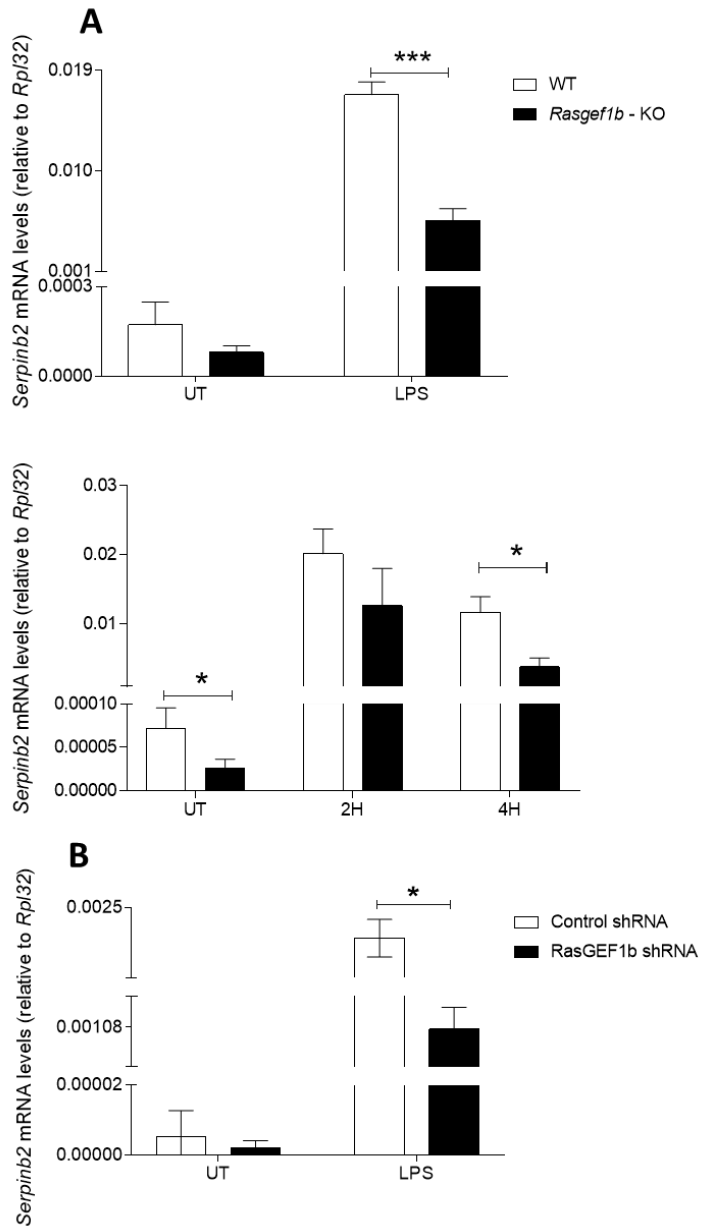 A
Serpinb2 mRNA levels (relative to Rpl32)
0.019
0.010
0.001
0.0003
0.0000
***
UT
LPS
WT
Rasgef1b - KO
Serpinb2 mRNA levels (relative to Rpl32)
0.03
0.02
0.01
0.00010
0.00005
0.00000
*
*
UT
2H
4H
B
Serpinb2 mRNA levels (relative to Rpl32)
0.0025
0.00108
0.00002
0.00000
*
UT
LPS
Control shRNA
RasGEF1b shRNA